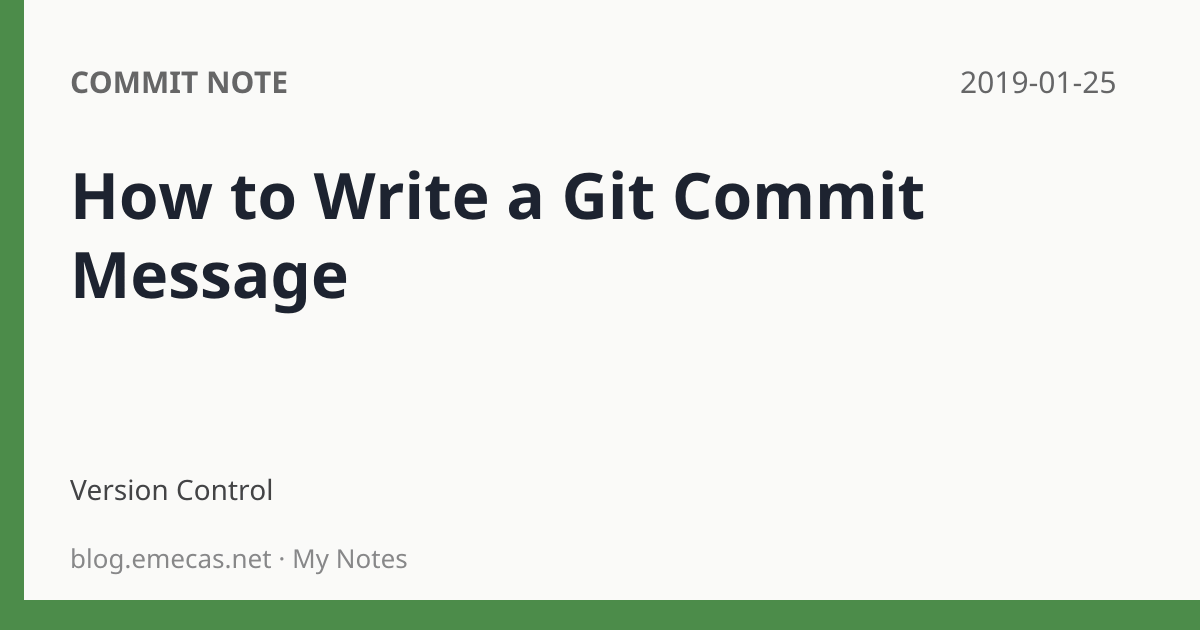 COMMIT NOTE
2019-01-25
How to Write a Git Commit
Message
Version Control
blog.emecas.net · My Notes